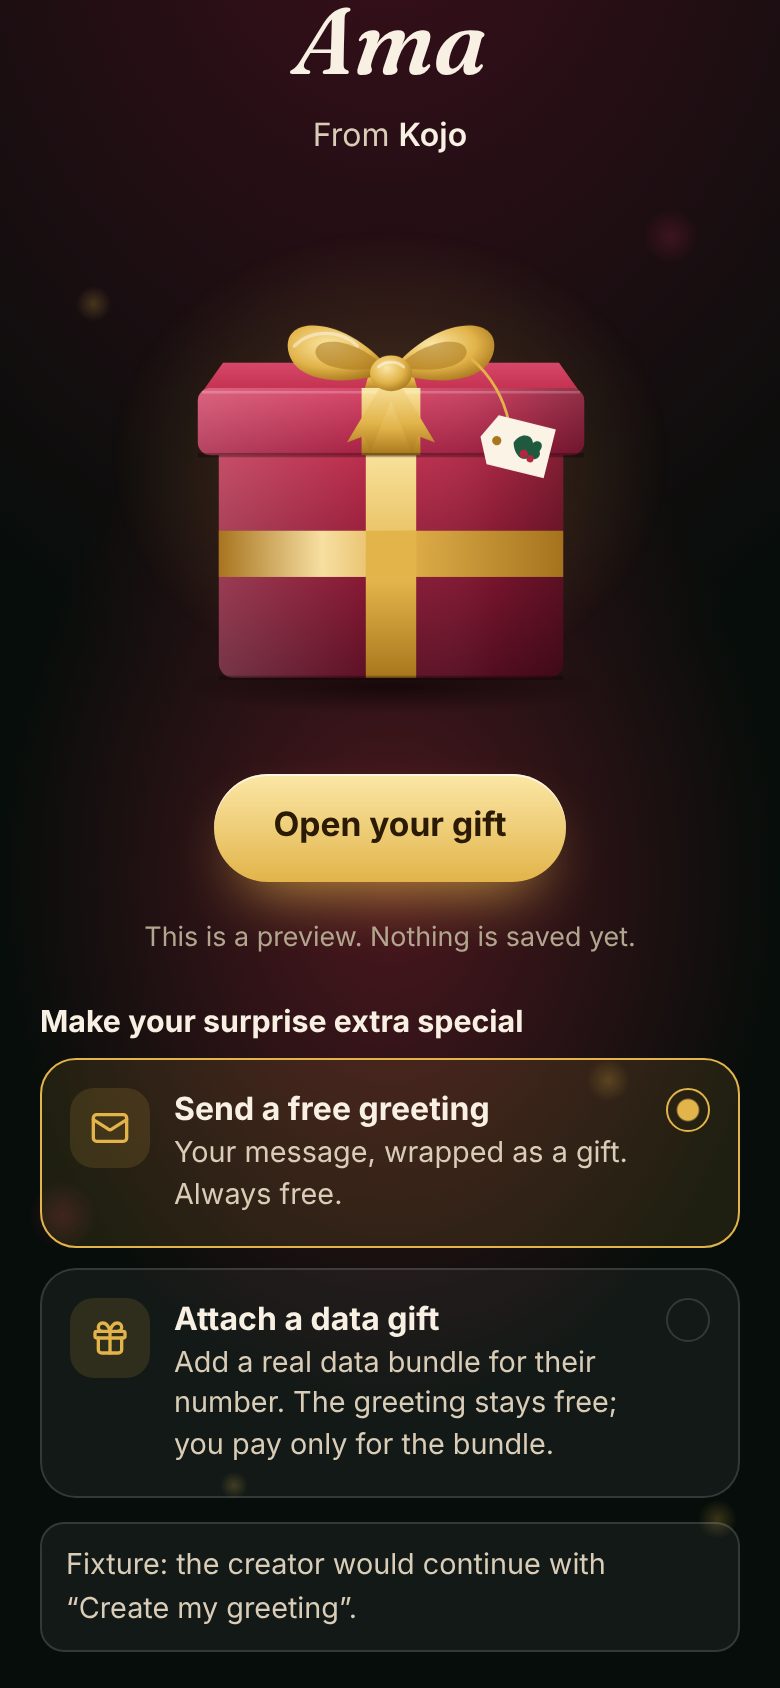 Ama
From Kojo
Open your gift
This is a preview. Nothing is saved yet.
Make your surprise extra special
Send a free greeting
Your message, wrapped as a gift.
Always free.
Attach a data gift
Add a real data bundle for their
number. The greeting stays free;
you pay only for the bundle.
Fixture: the creator would continue with
“Create my greeting”.